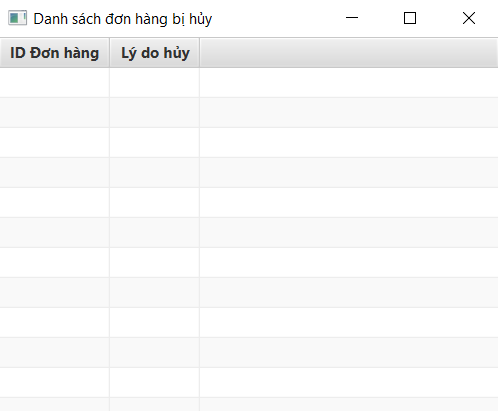 Danh sách đơn hàng bị hủy
ID Đơn hàng Lý do hủy